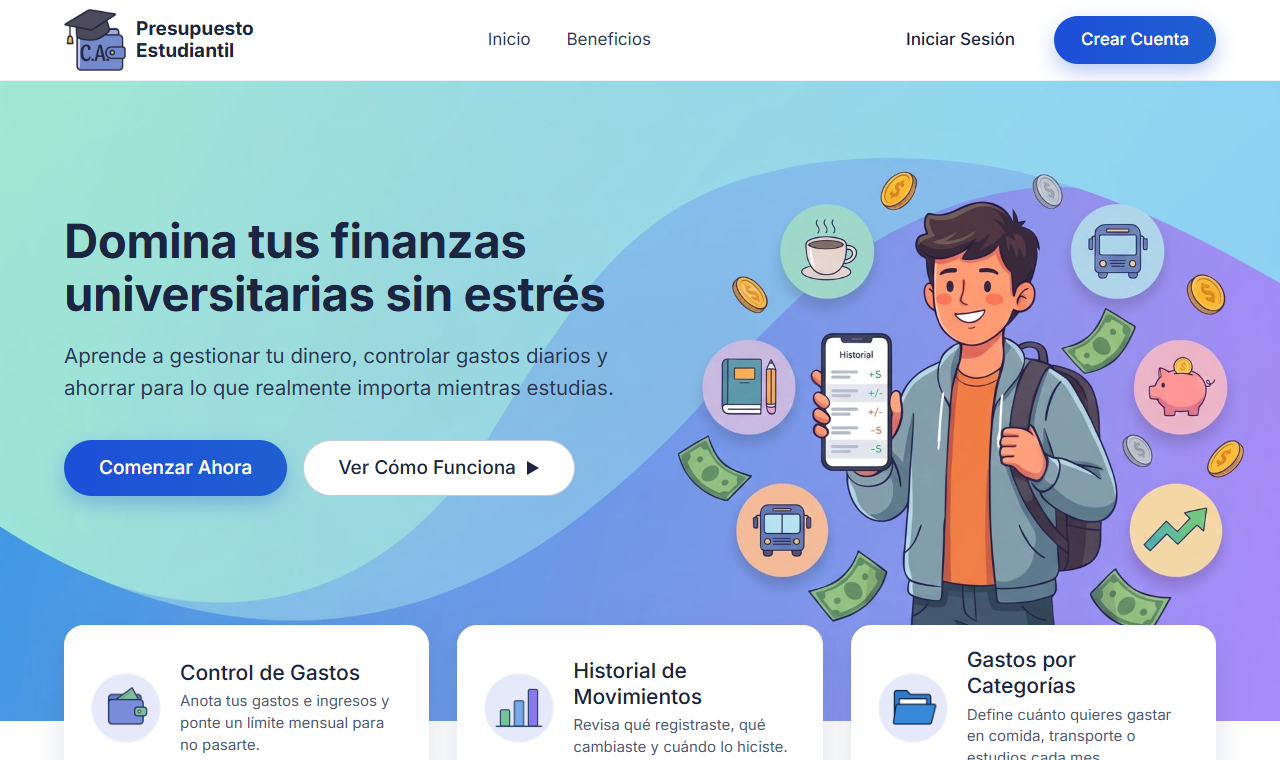 C.A.
Presupuesto
Estudiantil
Inicio
Beneficios
Iniciar Sesión
Crear Cuenta
Domina tus finanzas
universitarias sin estrés
Aprende a gestionar tu dinero, controlar gastos diarios y
ahorrar para lo que realmente importa mientras estudias.
Comenzar Ahora
Ver Cómo Funciona
Historial
+S
+/-
+/-
-S
-S
Control de Gastos
Anota tus gastos e ingresos y
ponte un límite mensual para
no pasarte.
Historial de
Movimientos
Revisa qué registraste, qué
cambiaste y cuándo lo hiciste.
Gastos por
Categorías
Define cuánto quieres gastar
en comida, transporte o
estudios cada mes.